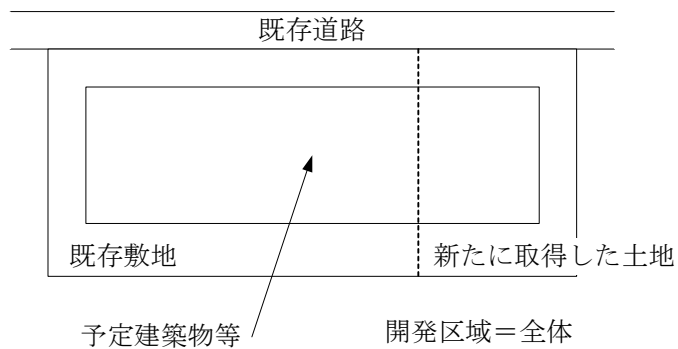 既存道路
既存敷地
新たに取得した土地
予定建築物等
開発区域＝全体